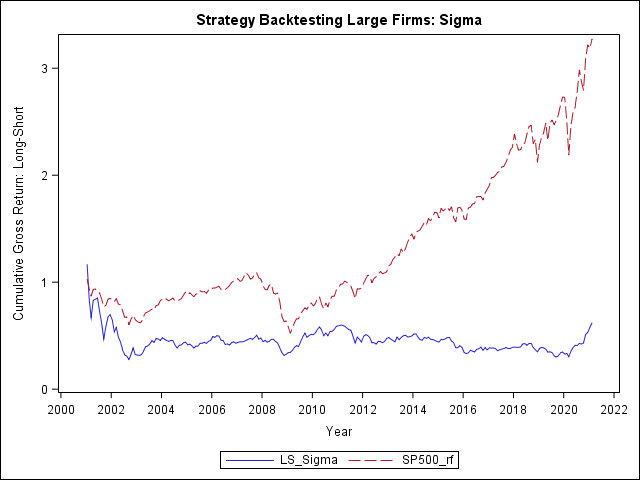 Strategy Backtesting Large Firms: Sigma
Cumulative Gross Return: Long-Short
3
2
1
0
2000 2002 2004 2006 2008 2010 2012 2014 2016 2018 2020 2022
Year
LS_Sigma SP500_rf